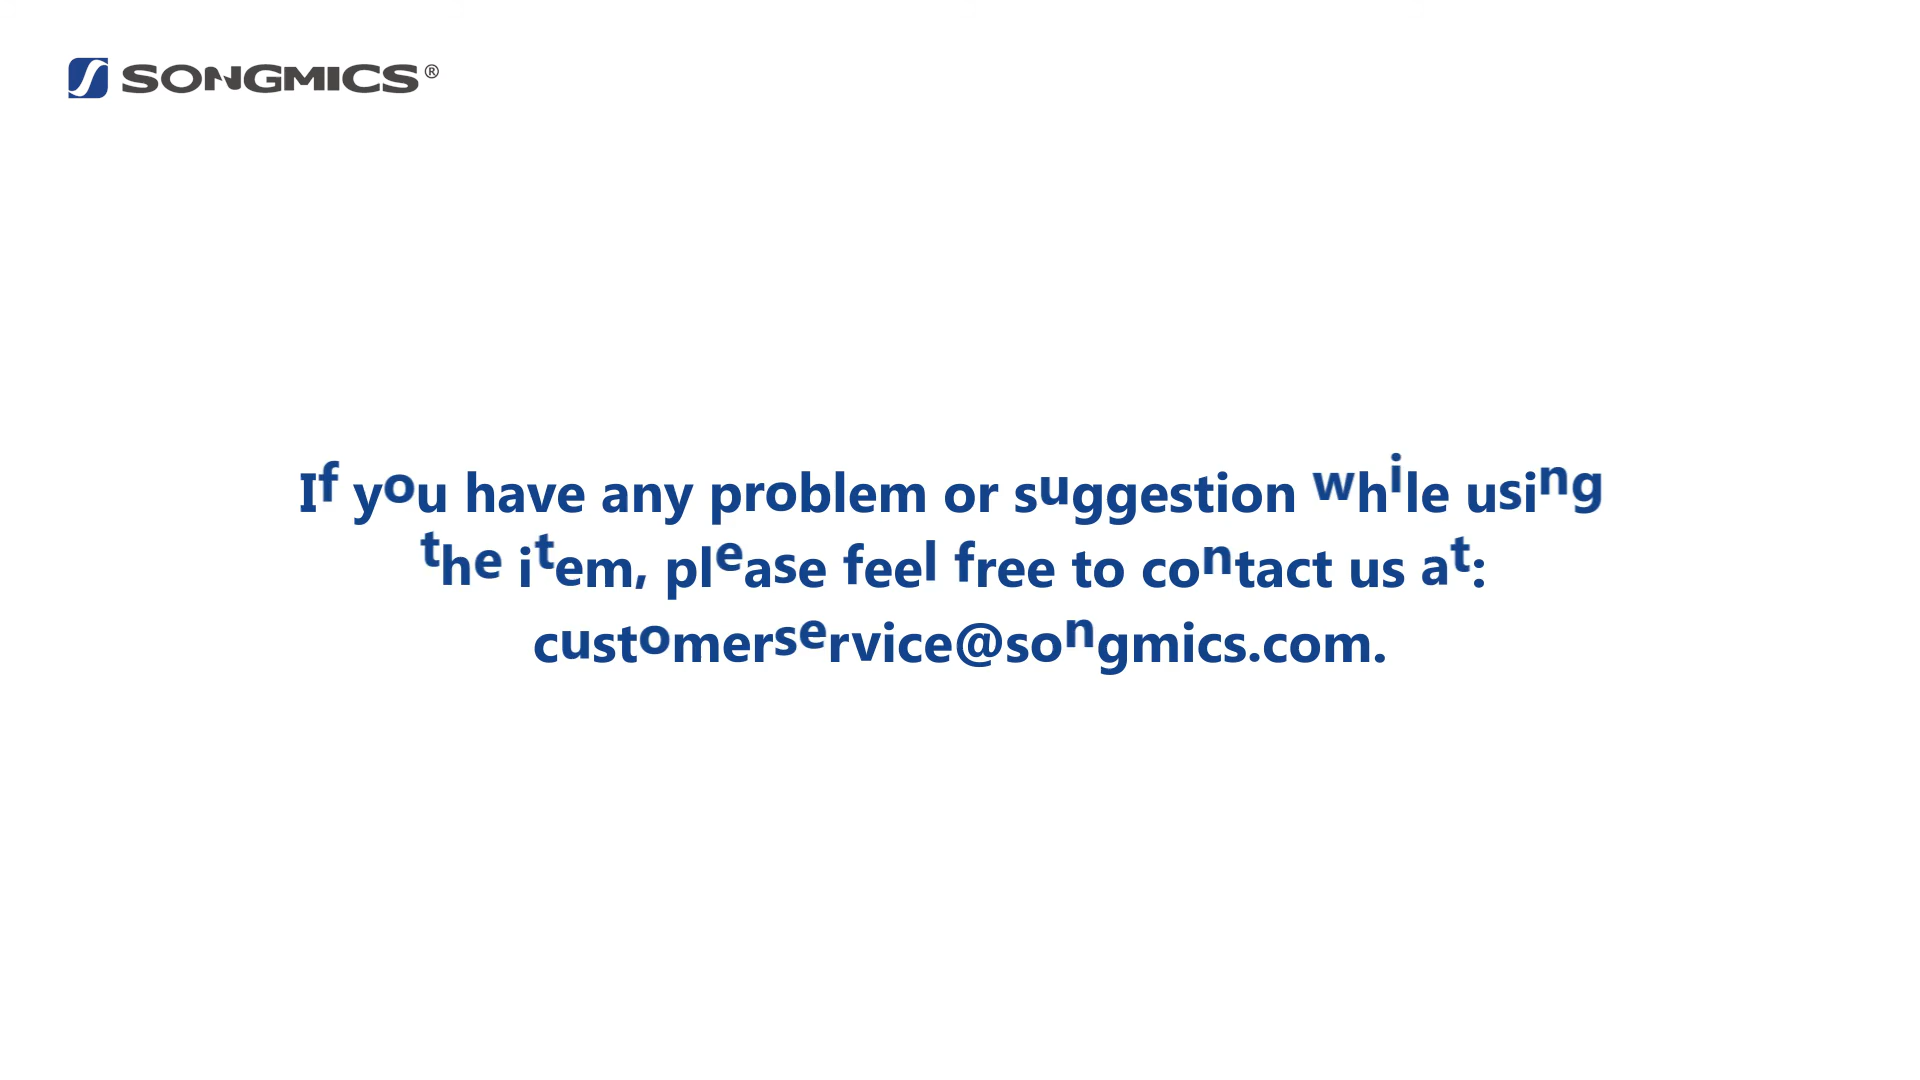 SONGMICS®
If you have any problem or suggestion while using
the item, please feel free to contact us at:
customerservice@songmics.com.